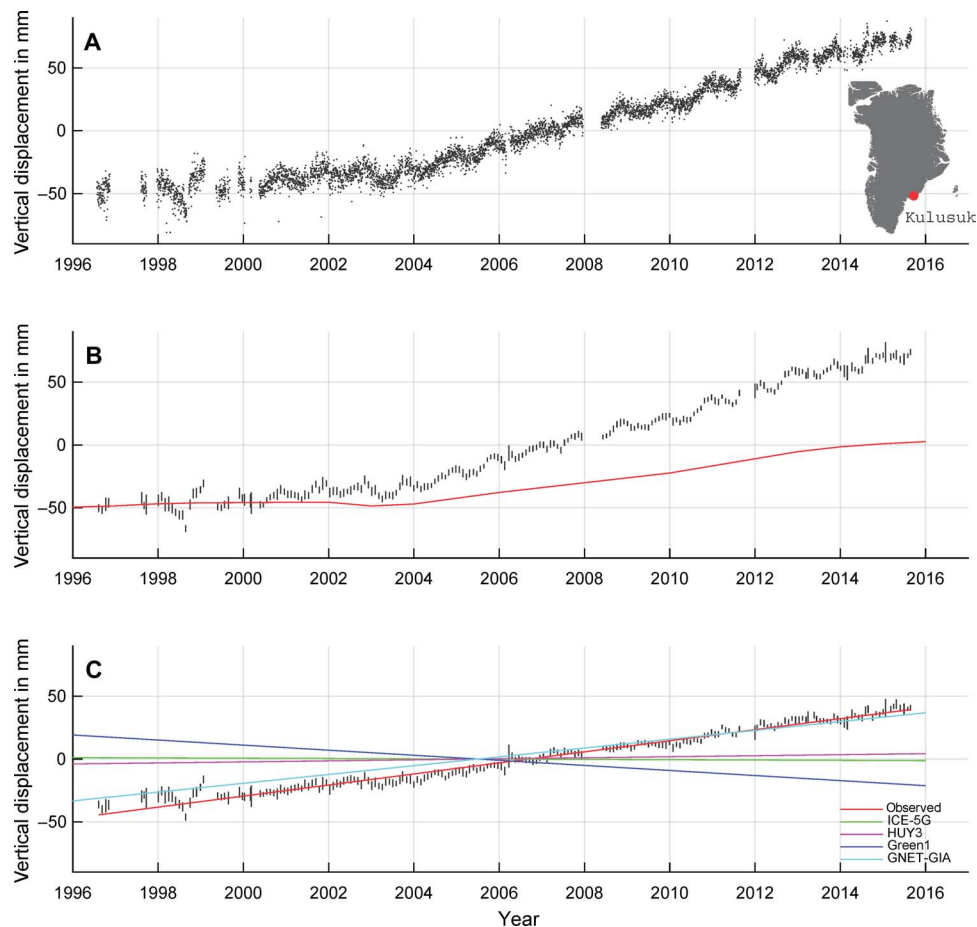 A
Vertical displacement in mm
50
0
−50
Kulusuk
1996 1998 2000 2002 2004 2006 2008 2010 2012 2014 2016
B
Vertical displacement in mm
50
0
−50
1996 1998 2000 2002 2004 2006 2008 2010 2012 2014 2016
C
Vertical displacement in mm
50
0
−50
Observed
ICE-5G
HUY3
Green1
GNET-GIA
1996 1998 2000 2002 2004 2006 2008 2010 2012 2014 2016
Year